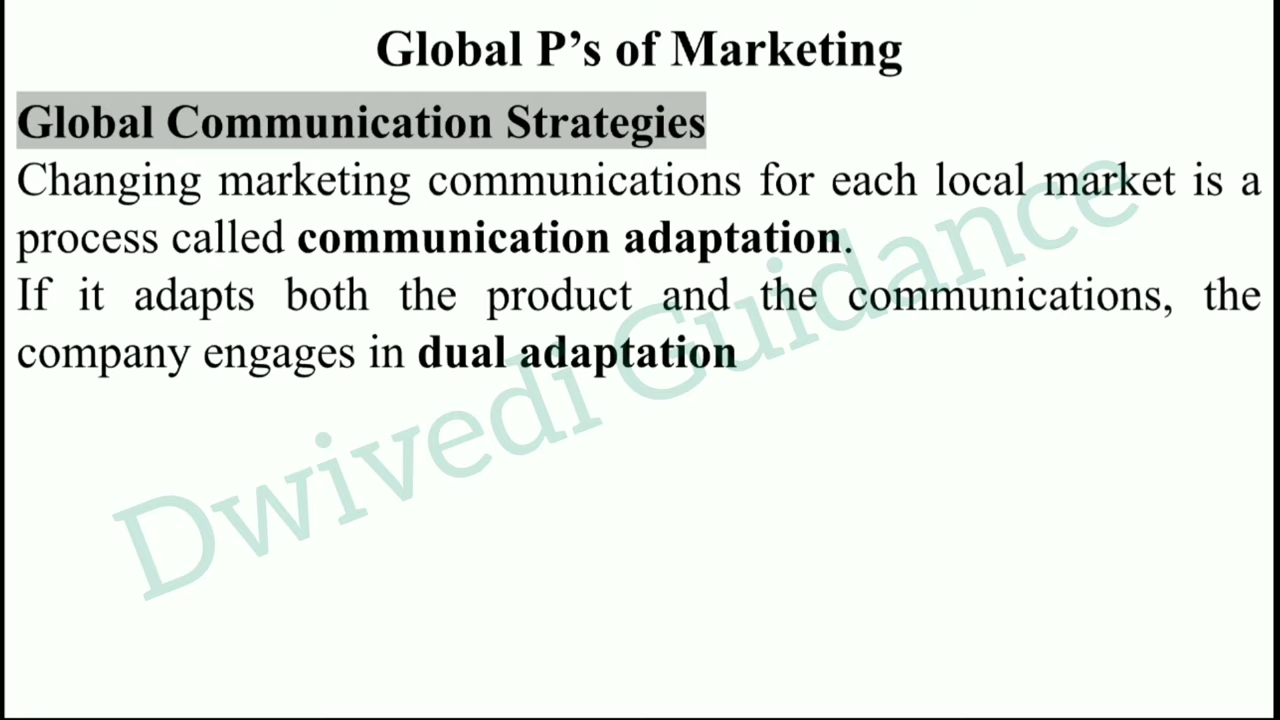 Global P’s of Marketing
Global Communication Strategies
Changing marketing communications for each local market is a
process called communication adaptation.
If it adapts both the product and the communications, the
company engages in dual adaptation
Dwivedi Guidance